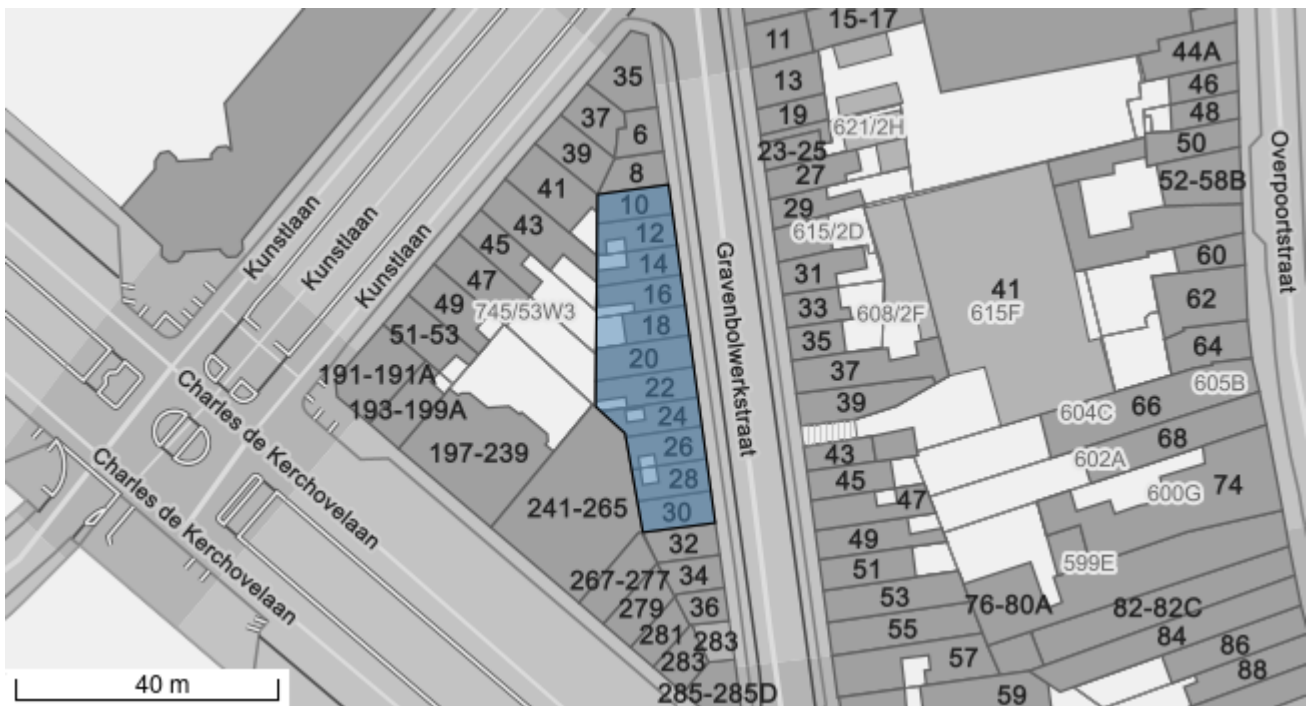 15-17
11
44A
35
13
46
37
19
48
6
621/2H
50
23-25
39
27
8
52-58B
41
10
29
43
12
615/2D
60
45
14
31
41
47
16
62
49
745/53W3
33
608/2F
615F
51-53
18
35
64
20
191-191A
37
605B
22
193-199A
39
66
24
604C
197-239
26
43
68
602A
28
45
74
241-265
47
600G
30
32
49
599E
51
267-277
34
53
76-80A
279
36
82-82C
281
283
55
84
86
283
57
88
285-285D
59
Kunstlaan
Kunstlaan
Kunstlaan
Charles de Kerchovelaan
Charles de Kerchovelaan
Gravenbolwerkstraat
Overpoortstraat
40 m